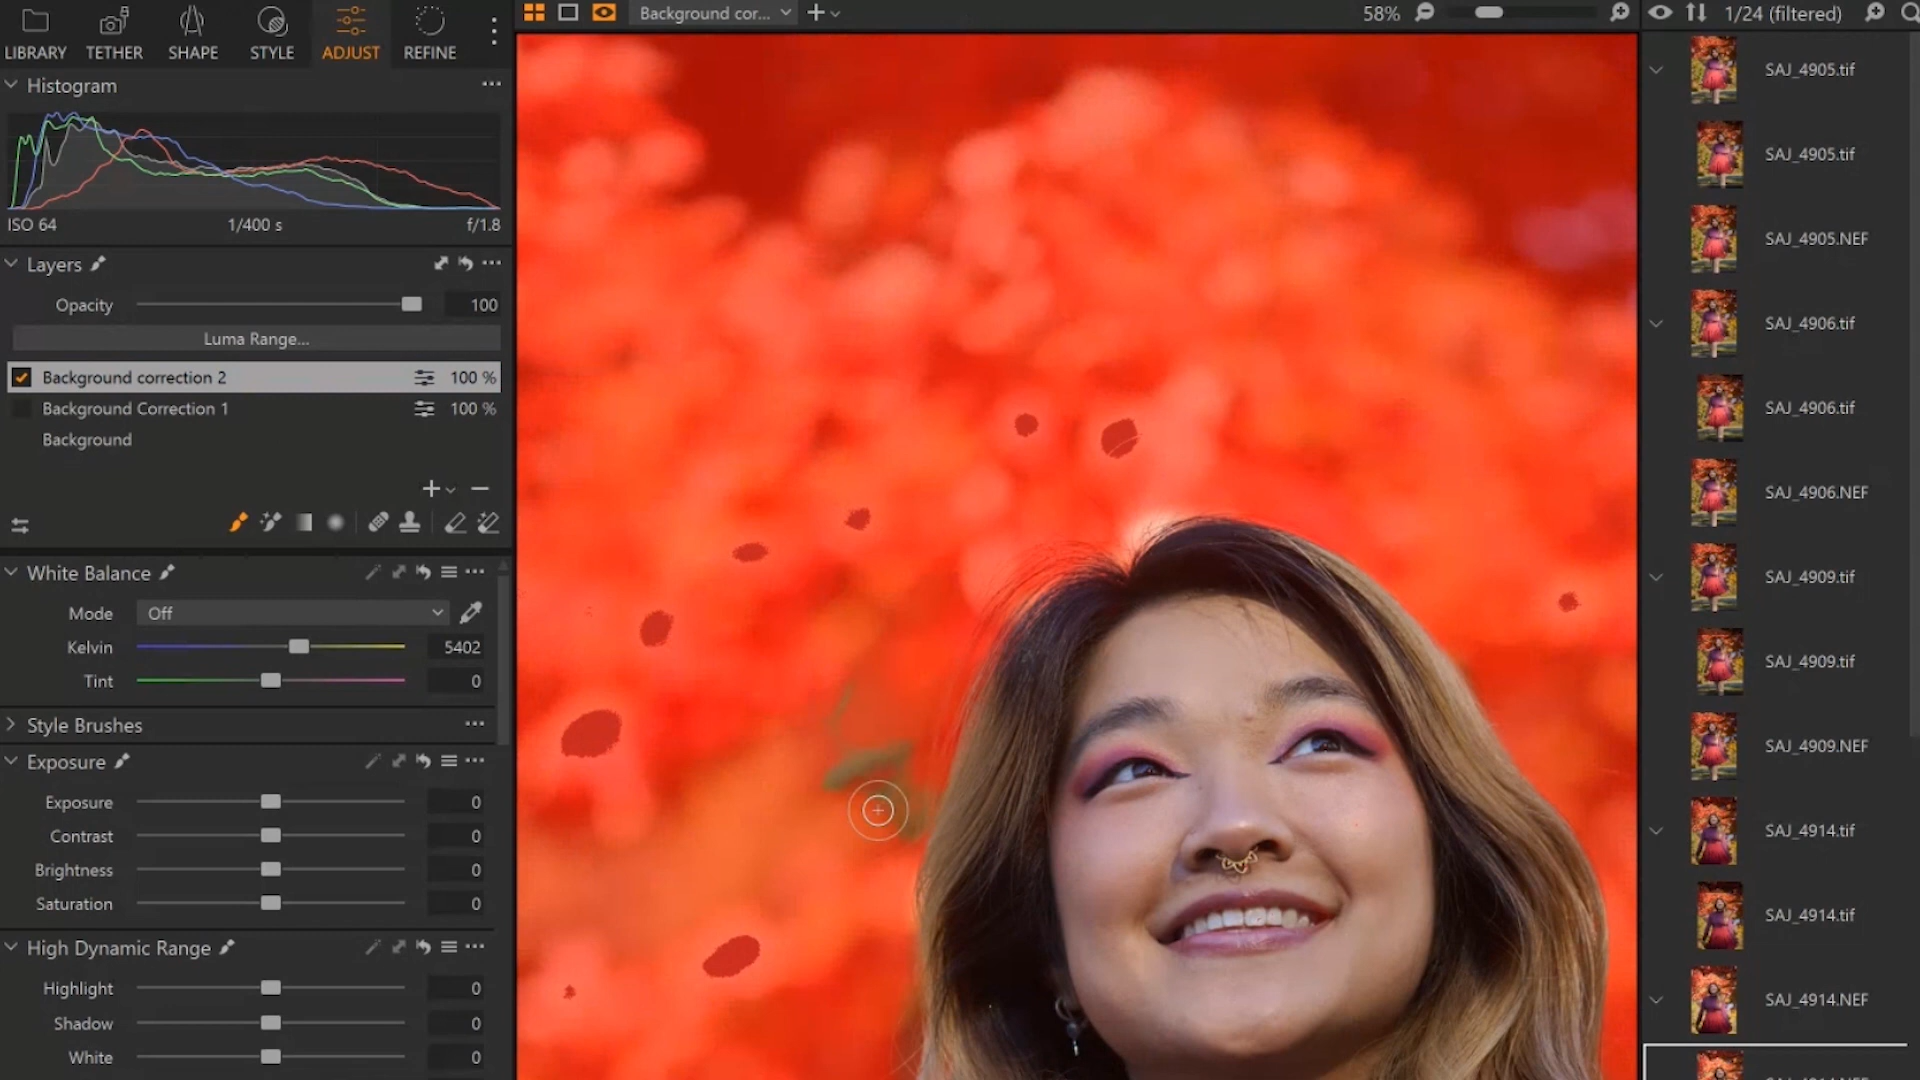 LIBRARY TETHER SHAPE STYLE ADJUST REFINE
Background cor...
58%
1/24 (filtered)
Histogram
ISO 64 1/400 s f/1.8
Layers
Opacity 100
Luma Range...
Background correction 2 100 %
Background Correction 1 100 %
Background
White Balance
Mode Off
Kelvin 5402
Tint 0
Style Brushes
Exposure
Exposure 0
Contrast 0
Brightness 0
Saturation 0
High Dynamic Range
Highlight 0
Shadow 0
White 0
SAJ_4905.tif
SAJ_4905.tif
SAJ_4905.NEF
SAJ_4906.tif
SAJ_4906.tif
SAJ_4906.NEF
SAJ_4909.tif
SAJ_4909.tif
SAJ_4909.NEF
SAJ_4914.tif
SAJ_4914.tif
SAJ_4914.NEF